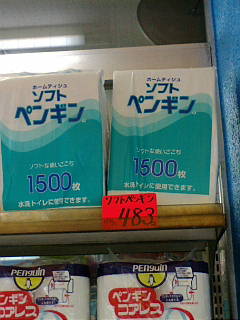 ホームティシュ
ソフト
ペンギン
ソフトな使いごこち
1500枚
水洗トイレに使用できます。
ホームティシュ
ソフト
ペンギン
ソフトな使いごこち
1500枚
水洗トイレに使用できます。
ソフトペンギン
483
PENGUIN
ペンギン
コアレス
PENGUIN
ペンギン
コアレス